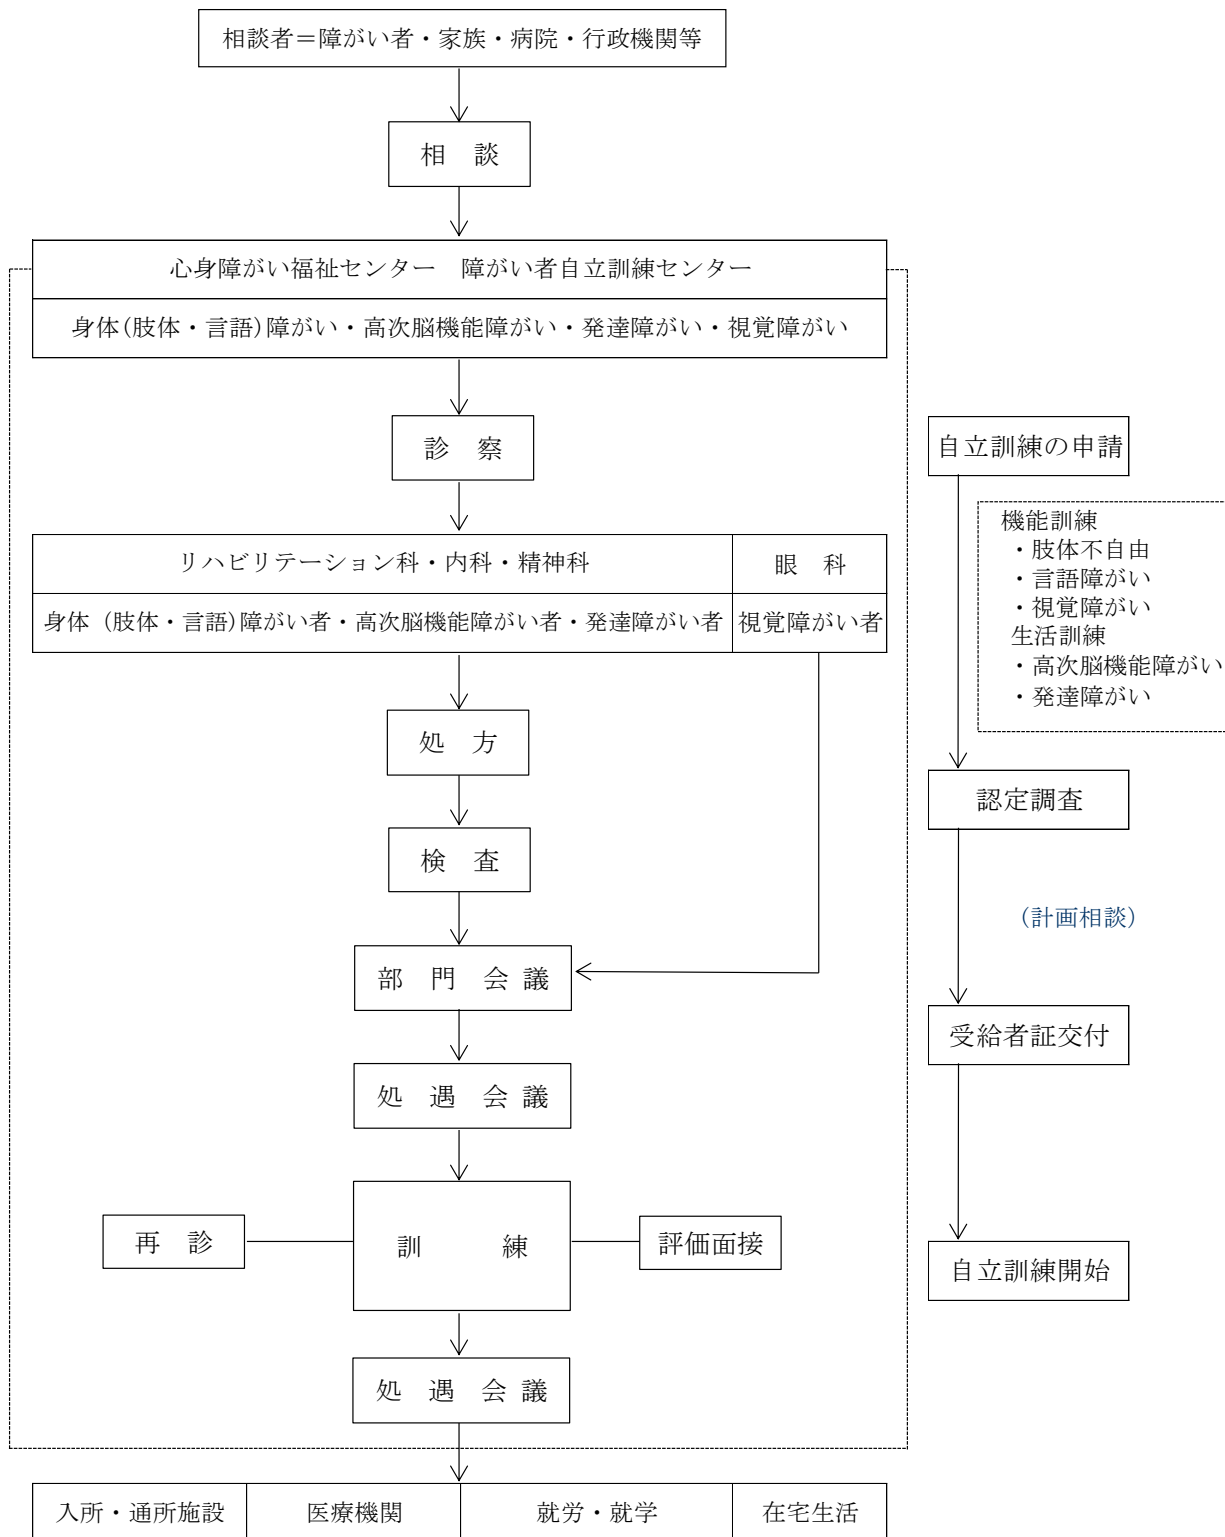 相談者＝障がい者・家族・病院・行政機関等
相　談
心身障がい福祉センター　障がい者自立訓練センター
身体(肢体・言語)障がい・高次脳機能障がい・発達障がい・視覚障がい
診　察
リハビリテーション科・内科・精神科
眼　科
身体（肢体・言語)障がい者・高次脳機能障がい者・発達障がい者
視覚障がい者
処　方
検　査
部　門　会 議
処　遇　会 議
再　診
訓　　練
評価面接
処　遇　会 議
入所・通所施設
医療機関
就労・就学
在宅生活
自立訓練の申請
機能訓練
・肢体不自由
・言語障がい
・視覚障がい
生活訓練
・高次脳機能障がい
・発達障がい
認定調査
（計画相談）
受給者証交付
自立訓練開始